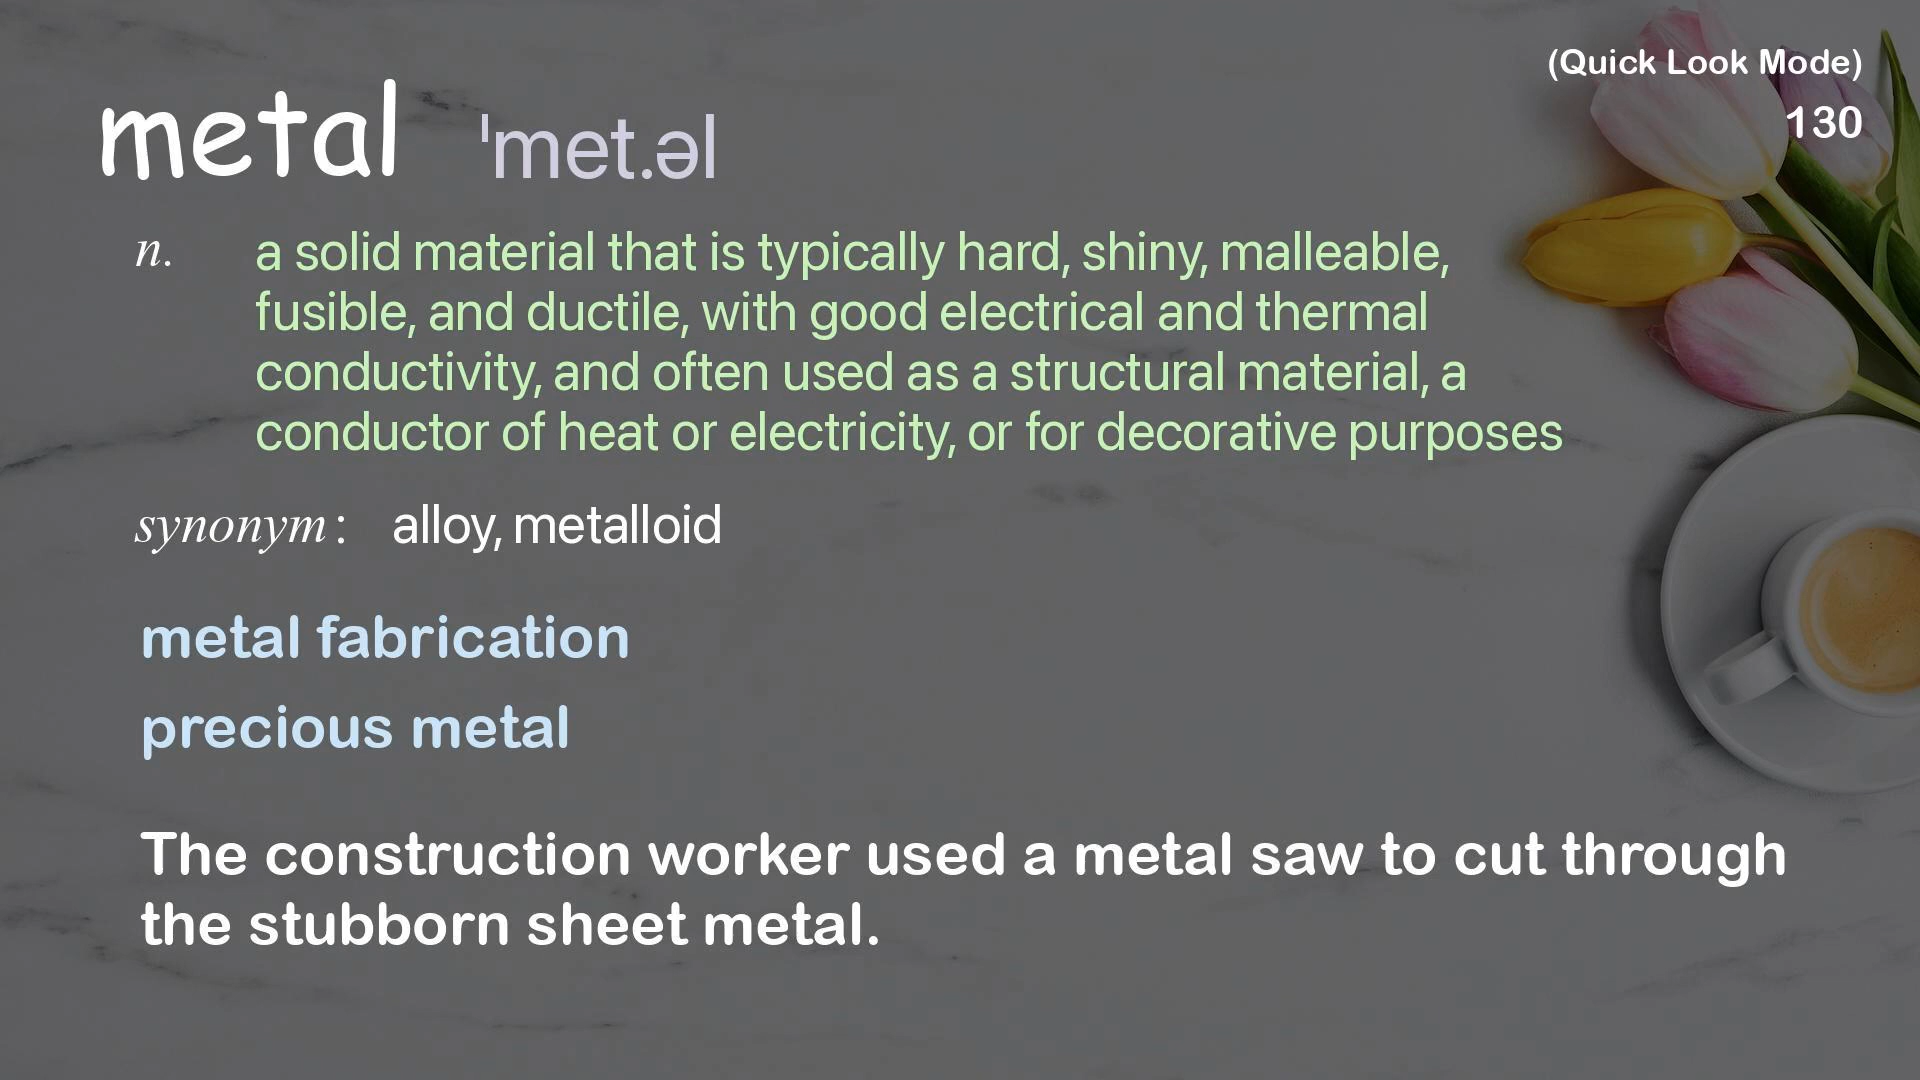 (Quick Look Mode)
130
metal ˈmet.əl
n. a solid material that is typically hard, shiny, malleable,
fusible, and ductile, with good electrical and thermal
conductivity, and often used as a structural material, a
conductor of heat or electricity, or for decorative purposes
synonym: alloy, metalloid
metal fabrication
precious metal
The construction worker used a metal saw to cut through
the stubborn sheet metal.